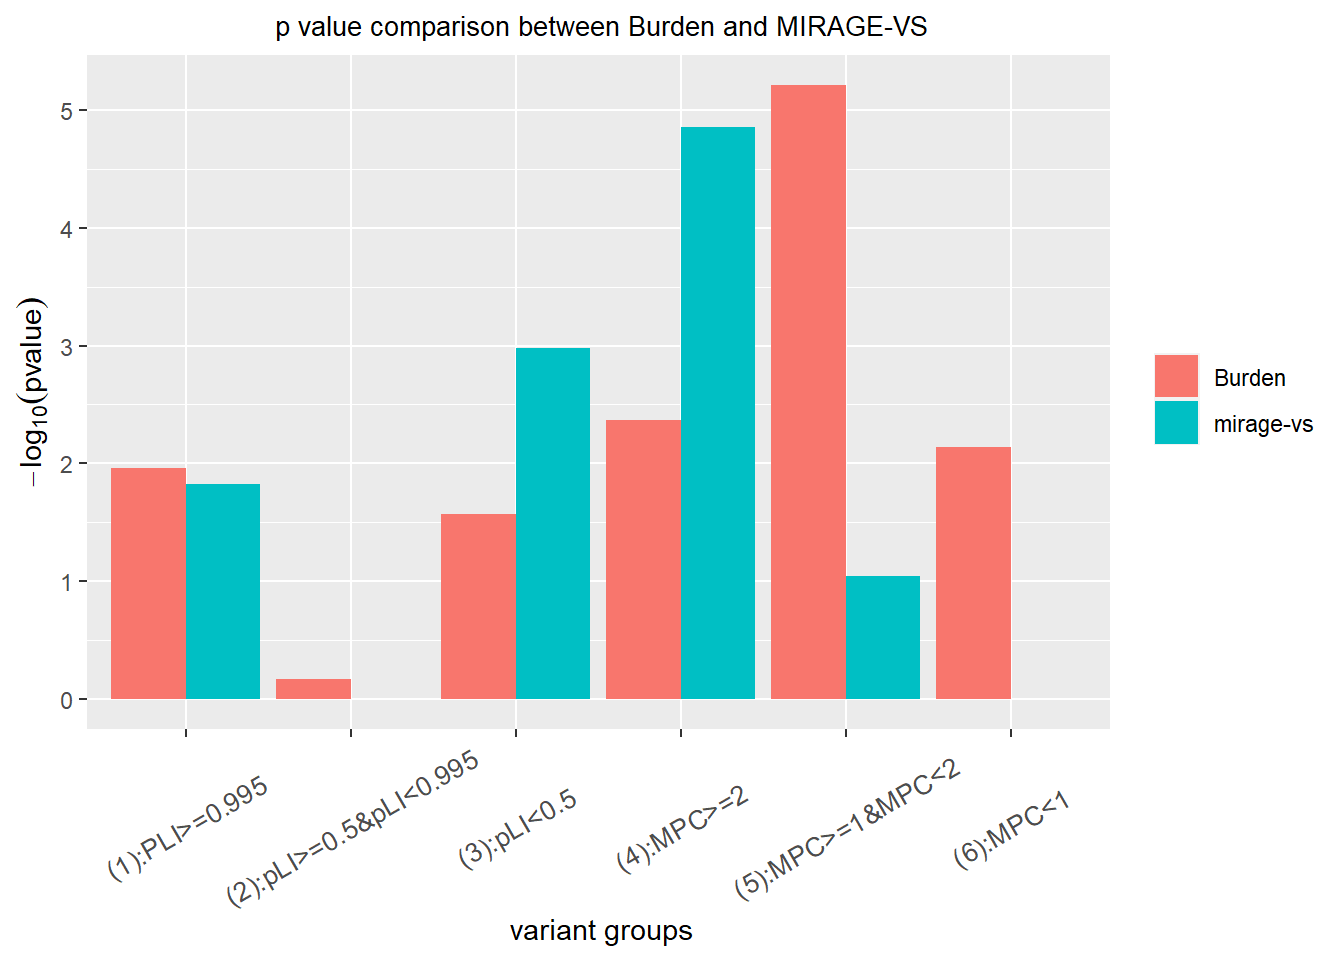 p value comparison between Burden and MIRAGE-VS
−log10(pvalue)
5
4
3
2
1
0
(1):PLI>=0.995
(2):pLI>=0.5&pLI<0.995
(3):pLI<0.5
(4):MPC>=2
(5):MPC>=1&MPC<2
(6):MPC<1
variant groups
Burden
mirage-vs